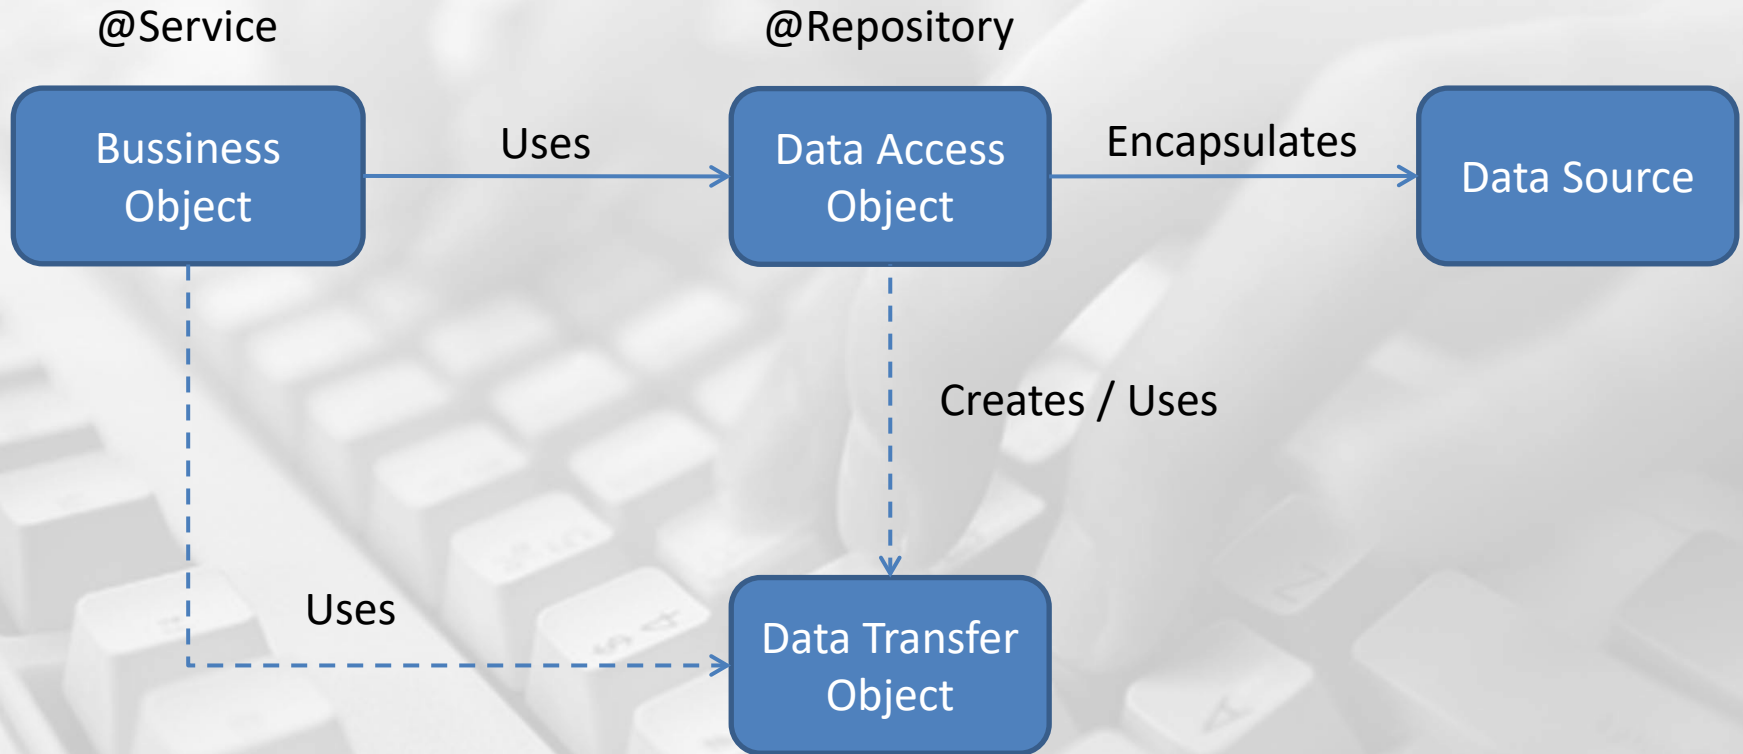 @Service
@Repository
Bussiness
Object
Uses
Data Access
Object
Encapsulates
Data Source
Creates / Uses
Uses
Data Transfer
Object